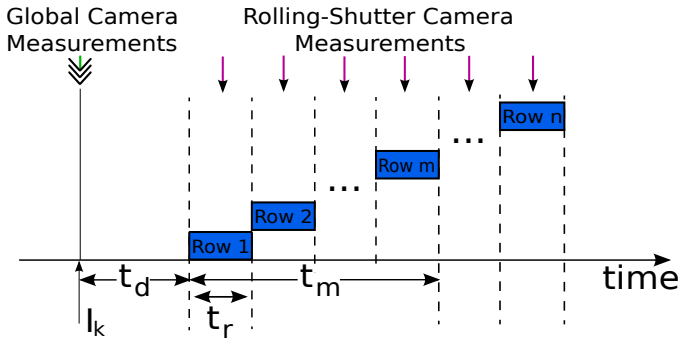 Global Camera
Measurements
Rolling-Shutter Camera
Measurements
Row n
...
Row m
...
Row 2
Row 1
t_d
t_m
time
t_r
I_k